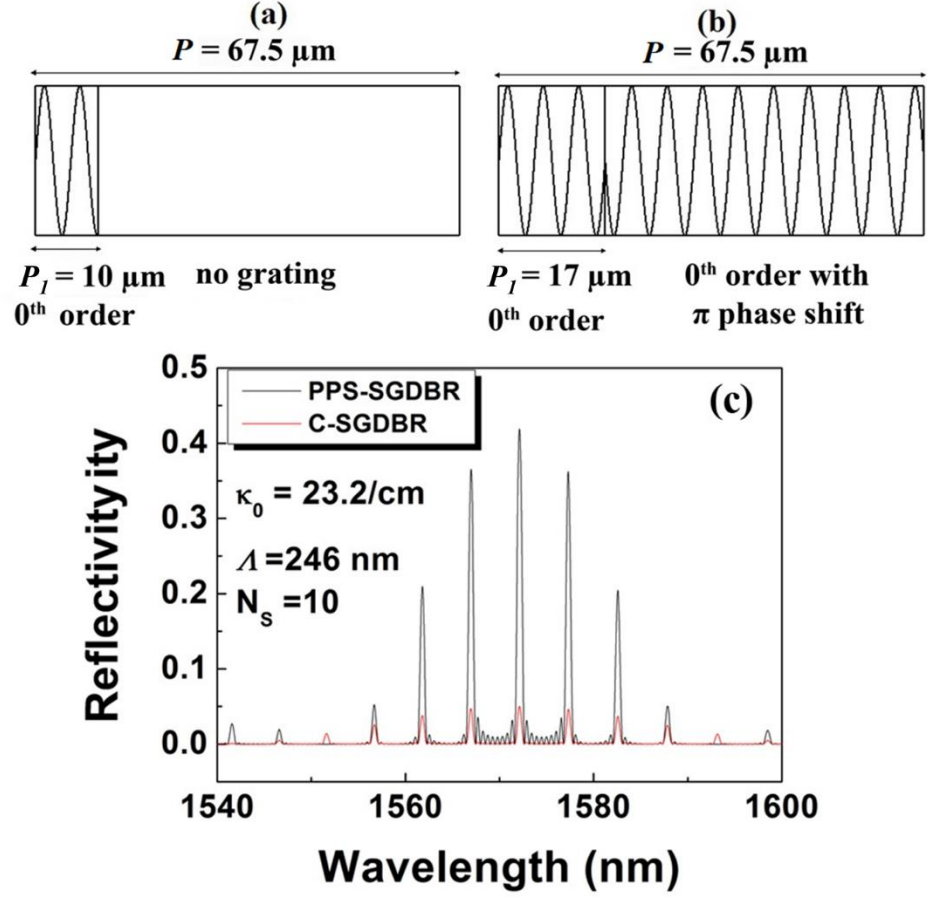 (a)
P = 67.5 μm
P₁ = 10 μm no grating
0ᵗʰ order
(b)
P = 67.5 μm
P₁ = 17 μm 0ᵗʰ order with
0ᵗʰ order π phase shift
(c)
PPS-SGDBR
C-SGDBR
κ₀ = 23.2/cm
Λ =246 nm
N_S =10
0.5
0.4
0.3
0.2
0.1
0.0
Reflectivity
1540 1560 1580 1600
Wavelength (nm)